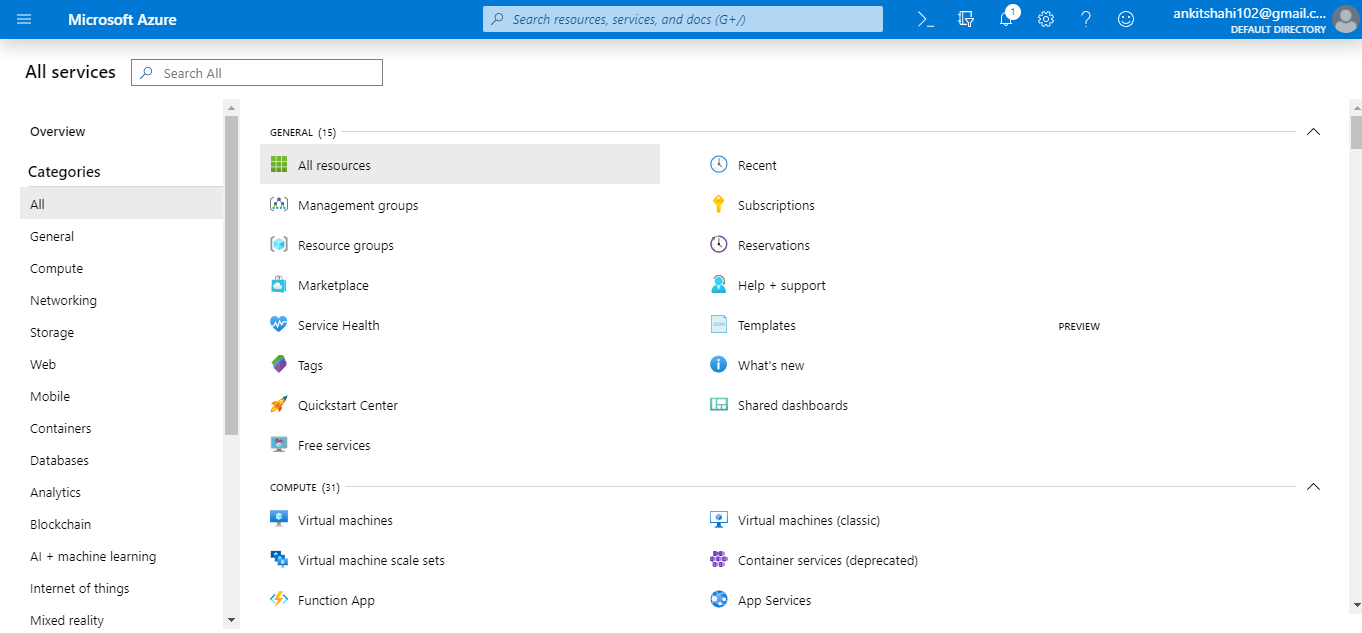 Microsoft Azure
Search resources, services, and docs (G+/)
1
ankitshahi102@gmail.c...
DEFAULT DIRECTORY
All services
Search All
Overview
Categories
All
General
Compute
Networking
Storage
Web
Mobile
Containers
Databases
Analytics
Blockchain
AI + machine learning
Internet of things
Mixed reality
GENERAL (15)
All resources
Recent
Management groups
Subscriptions
Resource groups
Reservations
Marketplace
Help + support
Service Health
Templates
PREVIEW
Tags
What's new
Quickstart Center
Shared dashboards
Free services
COMPUTE (31)
Virtual machines
Virtual machines (classic)
Virtual machine scale sets
Container services (deprecated)
Function App
App Services